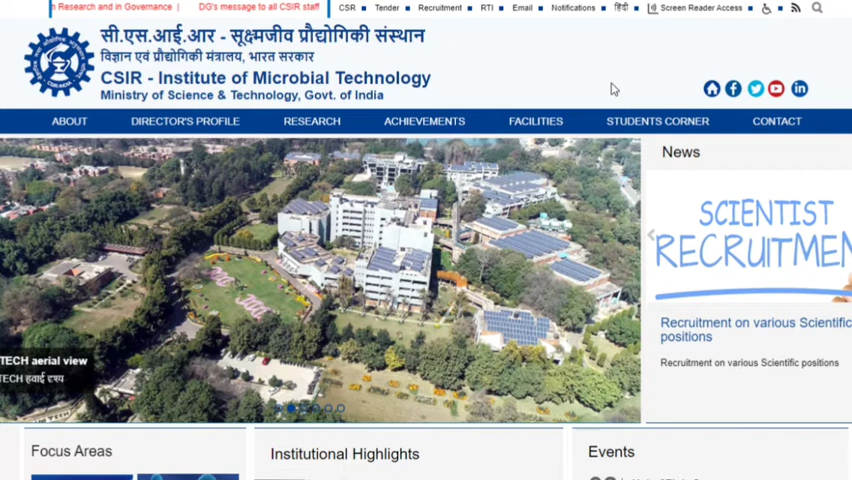 n Research and in Governance | DG's message to all CSIR staff
CSR Tender Recruitment RTI Email Notifications हिंदी Screen Reader Access
सी.एस.आई.आर - सूक्ष्मजीव प्रौद्योगिकी संस्थान
विज्ञान एवं प्रौद्योगिकी मंत्रालय, भारत सरकार
CSIR - Institute of Microbial Technology
Ministry of Science & Technology, Govt. of India
ABOUT DIRECTOR'S PROFILE RESEARCH ACHIEVEMENTS FACILITIES STUDENTS CORNER CONTACT
News
SCIENTIST
RECRUITMEN
Recruitment on various Scientific
positions
Recruitment on various Scientific positions
TECH aerial view
TECH हवाई दृश्य
Focus Areas
Institutional Highlights
Events